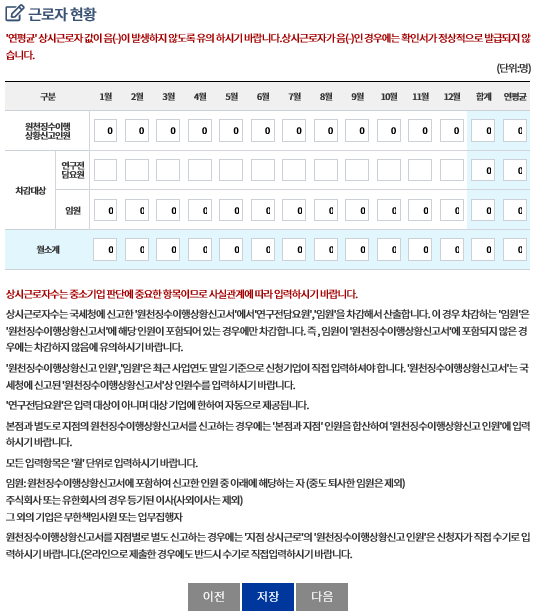 근로자 현황
'연평균' 상시근로자 값이 음(-)이 발생하지 않도록 유의 하시기 바랍니다.상시근로자가 음(-)인 경우에는 확인서가 정상적으로 발급되지 않
습니다.
(단위:명)
구분 1월 2월 3월 4월 5월 6월 7월 8월 9월 10월 11월 12월 합계 연평균
원천징수이행
상황신고인원 0 0 0 0 0 0 0 0 0 0 0 0 0 0
차감대상
연구전
담요원 0 0
임원 0 0 0 0 0 0 0 0 0 0 0 0 0 0
월소계 0 0 0 0 0 0 0 0 0 0 0 0 0 0
상시근로자수는 중소기업 판단에 중요한 항목이므로 사실관계에 따라 입력하시기 바랍니다.
상시근로자수는 국세청에 신고한 '원천징수이행상황신고서'에서'연구전담요원','임원'을 차감해서 산출합니다. 이 경우 차감하는 '임원'은
'원천징수이행상황신고서'에 해당 인원이 포함되어 있는 경우에만 차감합니다. 즉, 임원이 '원천징수이행상황신고서'에 포함되지 않은 경
우에는 차감하지 않음에 유의하시기 바랍니다.
'원천징수이행상황신고 인원','임원'은 최근 사업연도 말일 기준으로 신청기업이 직접 입력하셔야 합니다. '원천징수이행상황신고서'는 국
세청에 신고된 '원천징수이행상황신고서'상 인원수를 입력하시기 바랍니다.
'연구전담요원'은 입력 대상이 아니며 대상 기업에 한하여 자동으로 제공됩니다.
본점과 별도로 지점의 원천징수이행상황신고서를 신고하는 경우에는 '본점과 지점' 인원을 합산하여 '원천징수이행상황신고 인원'에 입력
하시기 바랍니다.
모든 입력항목은 '월' 단위로 입력하시기 바랍니다.
임원: 원천징수이행상황신고서에 포함하여 신고한 인원 중 아래에 해당하는 자 (중도 퇴사한 임원은 제외)
주식회사 또는 유한회사의 경우 등기된 이사(사외이사는 제외)
그 외의 기업은 무한책임사원 또는 업무집행자
원천징수이행상황신고서를 지점별로 별도 신고하는 경우에는 '지점 상시근로'의 '원천징수이행상황신고 인원'은 신청자가 직접 수기로 입
력하시기 바랍니다.(온라인으로 제출한 경우에도 반드시 수기로 직접입력하시기 바랍니다.
이전 저장 다음